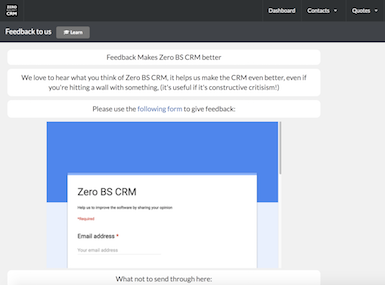 ZERO
BS
CRM
Dashboard Contacts Quotes
Feedback to us Learn
Feedback Makes Zero BS CRM better
We love to hear what you think of Zero BS CRM, it helps us make the CRM even better, even if
you're hitting a wall with something, (it's useful if it's constructive critisism!)
Please use the following form to give feedback:
Zero BS CRM
Help us to improve the software by sharing your opinion
*Required
Email address *
Your email address
What not to send through here: